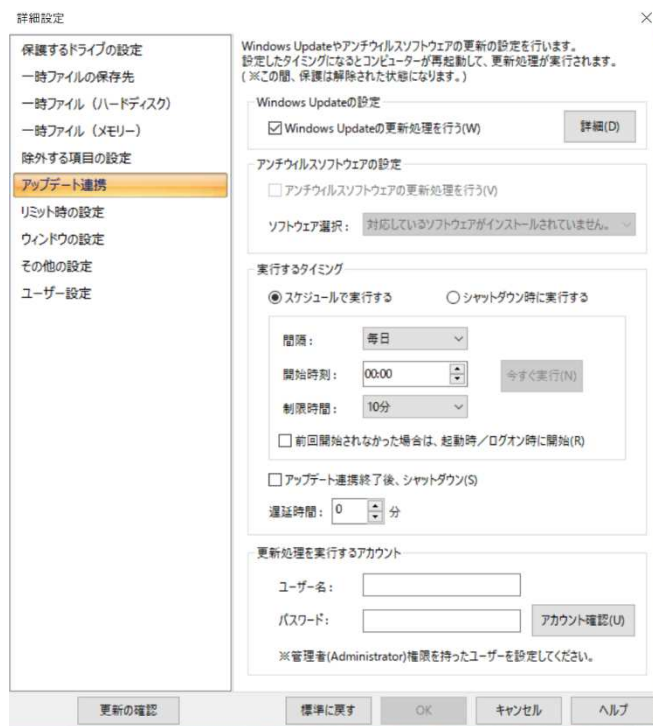 詳細設定
保護するドライブの設定
一時ファイルの保存先
一時ファイル（ハードディスク）
一時ファイル（メモリー）
除外する項目の設定
アップデート連携
リミット時の設定
ウィンドウの設定
その他の設定
ユーザー設定
Windows Updateやアンチウィルスソフトウェアの更新の設定を行います。
設定したタイミングになるとコンピューターが再起動して、更新処理が実行されます。
（※この間、保護は解除された状態になります。）
Windows Updateの設定
Windows Updateの更新処理を行う(W)
詳細(D)
アンチウィルスソフトウェアの設定
アンチウィルスソフトウェアの更新処理を行う(V)
ソフトウェア選択： 対応しているソフトウェアがインストールされていません。
実行するタイミング
スケジュールで実行する シャットダウン時に実行する
間隔： 毎日
開始時刻： 00:00 今すぐ実行(N)
制限時間： 10分
前回開始されなかった場合は、起動時／ログオン時に開始(R)
アップデート連携終了後、シャットダウン(S)
遅延時間： 0 分
更新処理を実行するアカウント
ユーザー名：
パスワード： アカウント確認(U)
※管理者(Administrator)権限を持ったユーザーを設定してください。
更新の確認 標準に戻す OK キャンセル ヘルプ